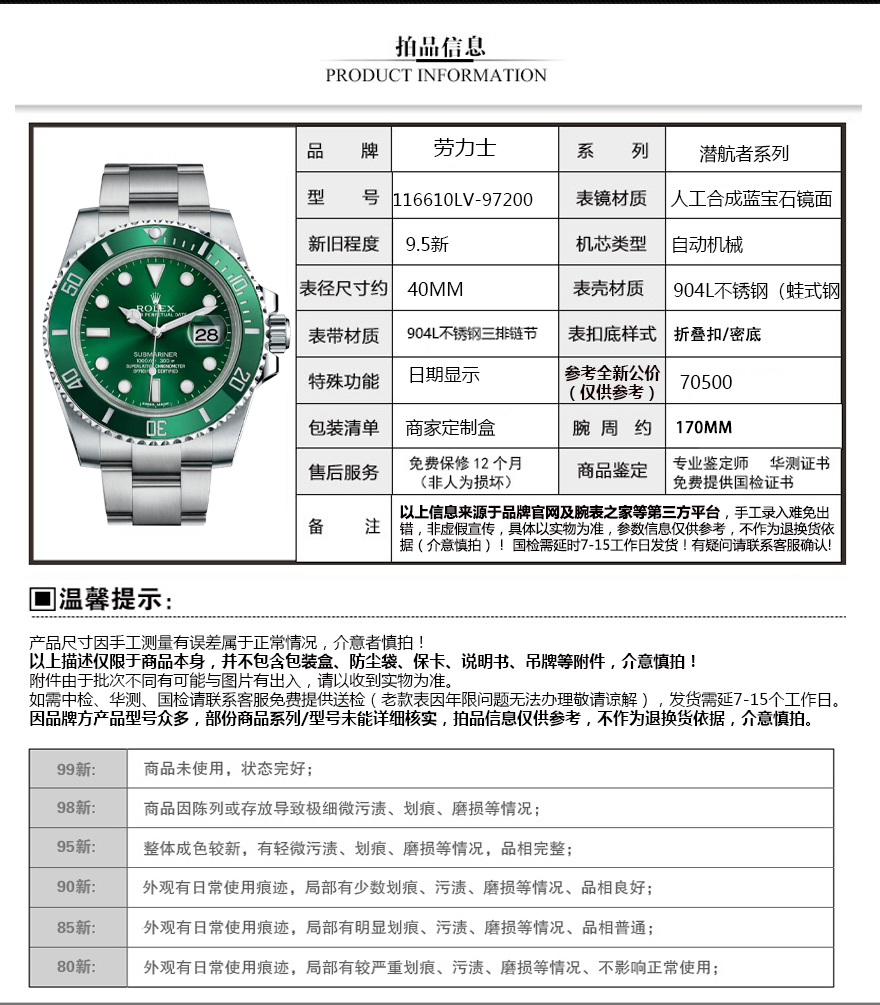 拍品信息
PRODUCT INFORMATION
品 牌 劳力士 系 列 潜航者系列
型 号 116610LV-97200 表镜材质 人工合成蓝宝石镜面
新旧程度 9.5新 机芯类型 自动机械
表径尺寸约 40MM 表壳材质 904L不锈钢（蚝式钢
表带材质 904L不锈钢三排链节 表扣底样式 折叠扣/密底
特殊功能 日期显示 参考全新公价
（仅供参考） 70500
包装清单 商家定制盒 腕 周 约 170MM
售后服务 免费保修12个月
（非人为损坏） 商品鉴定 专业鉴定师 华测证书
免费提供国检证书
备 注 以上信息来源于品牌官网及腕表之家等第三方平台，手工录入难免出
错，非虚假宣传，具体以实物为准，参数信息仅供参考，不作为退换货依
据（介意慎拍）！国检需延时7-15工作日发货！有疑问请联系客服确认!
50
40
30
20
ROLEX
SUBMARINER
28
温馨提示：
产品尺寸因手工测量有误差属于正常情况，介意者慎拍！
以上描述仅限于商品本身，并不包含包装盒、防尘袋、保卡、说明书、吊牌等附件，介意慎拍！
附件由于批次不同有可能与图片有出入，请以收到实物为准。
如需中检、华测、国检请联系客服免费提供送检（老款表因年限问题无法办理敬请谅解），发货需延7-15个工作日。
因品牌方产品型号众多，部份商品系列/型号未能详细核实，拍品信息仅供参考，不作为退换货依据，介意慎拍。
99新: 商品未使用，状态完好；
98新: 商品因陈列或存放导致极细微污渍、划痕、磨损等情况；
95新: 整体成色较新，有轻微污渍、划痕、磨损等情况，品相完整；
90新: 外观有日常使用痕迹，局部有少数划痕、污渍、磨损等情况、品相良好；
85新: 外观有日常使用痕迹，局部有明显划痕、污渍、磨损等情况、品相普通；
80新: 外观有日常使用痕迹，局部有较严重划痕、污渍、磨损等情况、不影响正常使用；